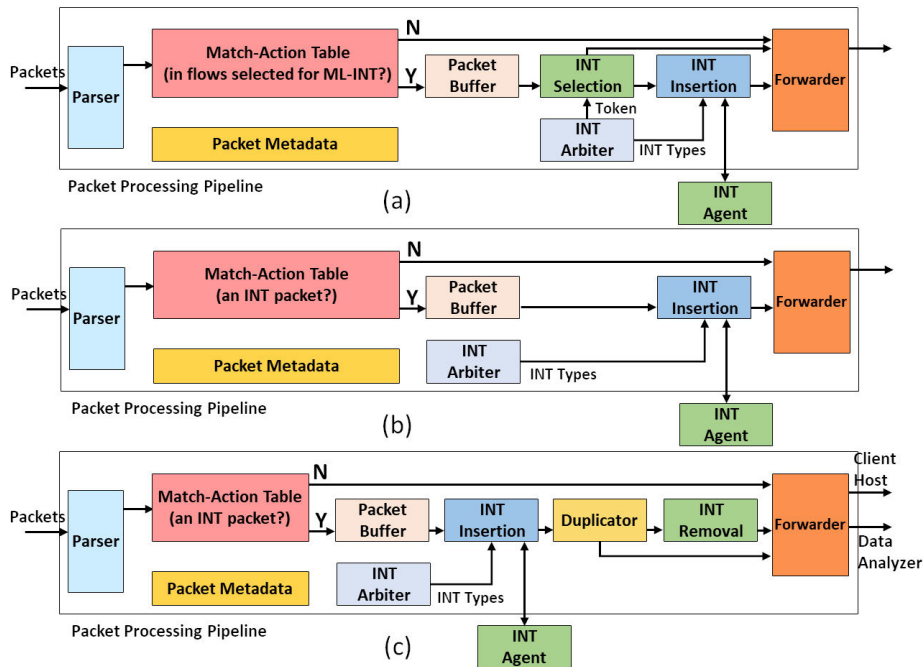 Packets
Parser
Match-Action Table
(in flows selected for ML-INT?)
N
Y
Packet
Buffer
INT
Selection
INT
Insertion
Forwarder
Token
INT
Arbiter
INT Types
Packet Metadata
Packet Processing Pipeline
INT
Agent
(a)
Packets
Parser
Match-Action Table
(an INT packet?)
N
Y
Packet
Buffer
INT
Insertion
Forwarder
Packet Metadata
INT
Arbiter
INT Types
Packet Processing Pipeline
INT
Agent
(b)
Packets
Parser
Match-Action Table
(an INT packet?)
N
Y
Packet
Buffer
INT
Insertion
Duplicator
INT
Removal
Forwarder
Client
Host
Data
Analyzer
Packet Metadata
INT
Arbiter
INT Types
Packet Processing Pipeline
INT
Agent
(c)